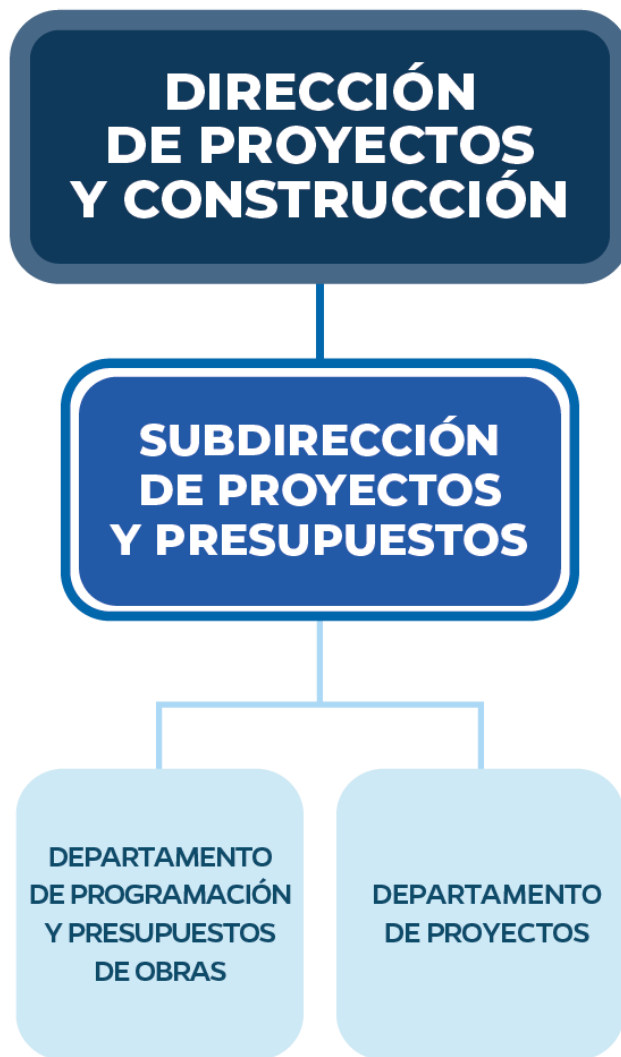 DIRECCIÓN
DE PROYECTOS
Y CONSTRUCCIÓN
SUBDIRECCIÓN
DE PROYECTOS
Y PRESUPUESTOS
DEPARTAMENTO
DE PROGRAMACIÓN
Y PRESUPUESTOS
DE OBRAS
DEPARTAMENTO
DE PROYECTOS